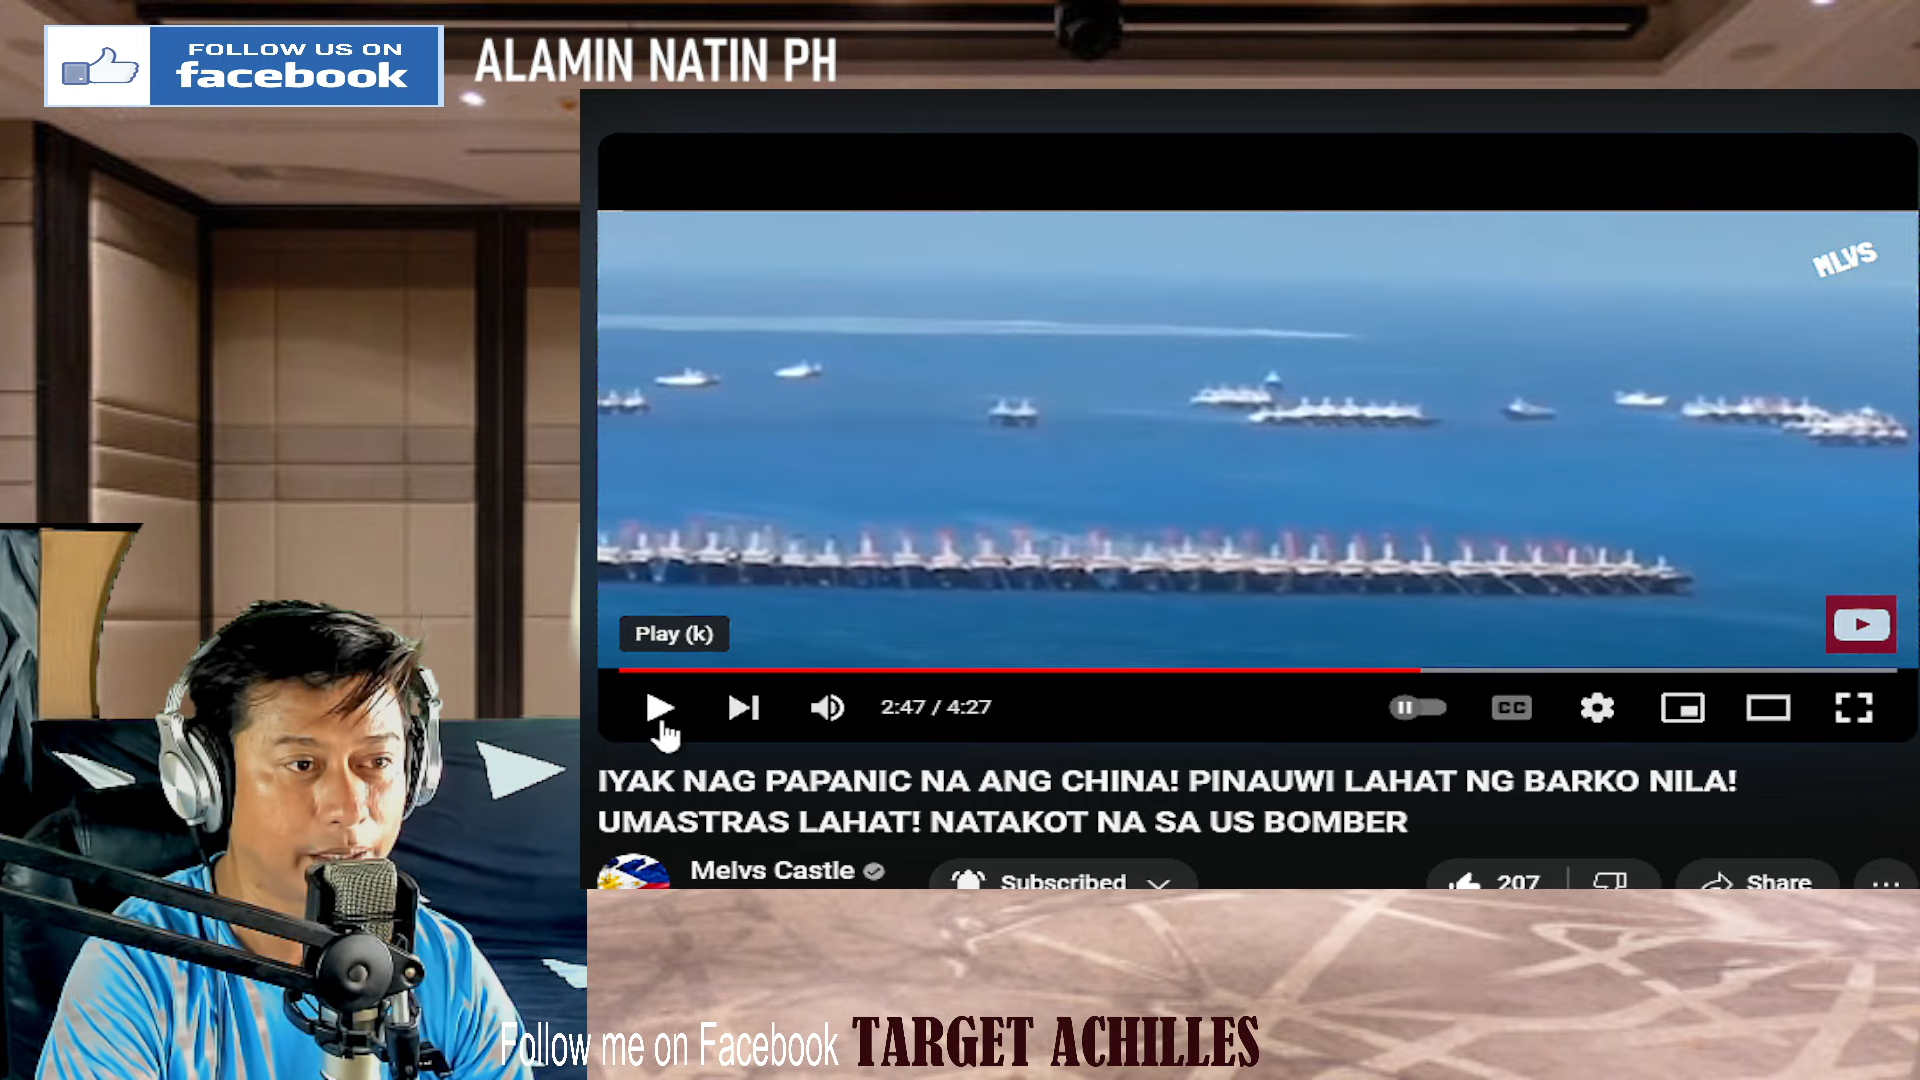 FOLLOW US ON
facebook
ALAMIN NATIN PH
MLVS
Play (k)
2:47 / 4:27
CC
IYAK NAG PAPANIC NA ANG CHINA! PINAUWI LAHAT NG BARKO NILA!
UMASTRAS LAHAT! NATAKOT NA SA US BOMBER
Melvs Castle
Subscribed
207
Share
Follow me on Facebook TARGET ACHILLES